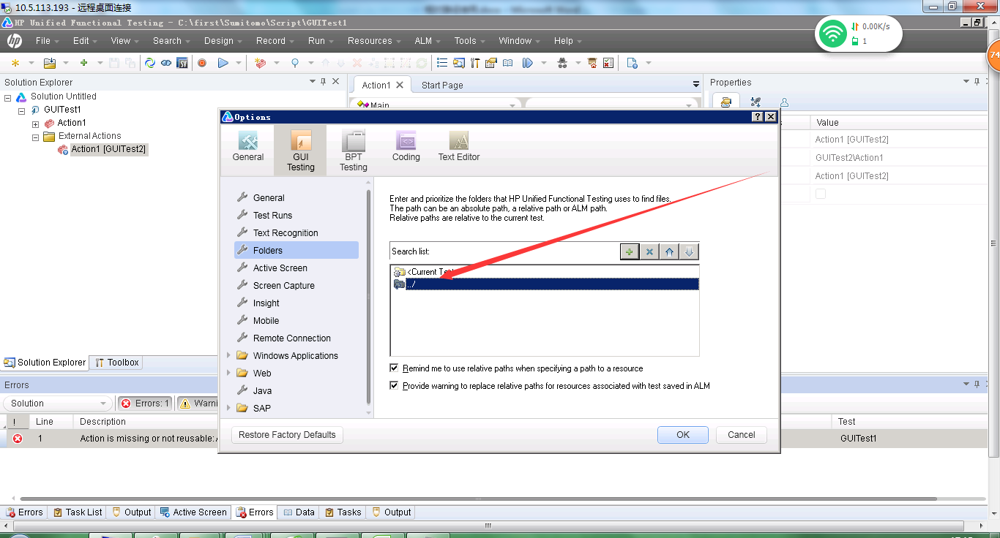 10.5.113.193 - 远程桌面连接
HP Unified Functional Testing - C:\first\Sumitomo\Script\GUITest1
File Edit View Search Design Record Run Resources ALM Tools Window Help
0.00K/s
1
74
Solution Explorer
Solution Untitled
GUITest1
Action1
External Actions
Action1 [GUITest2]
Solution Explorer Toolbox
Action1 Start Page
Main
Properties
Value
Action1 [GUITest2]
GUITest2\Action1
Action1 [GUITest2]
Options
General
GUI Testing
BPT Testing
Coding
Text Editor
General
Test Runs
Text Recognition
Folders
Active Screen
Screen Capture
Insight
Mobile
Remote Connection
Windows Applications
Web
Java
SAP
Enter and prioritize the folders that HP Unified Functional Testing uses to find files.
The path can be an absolute path, a relative path or ALM path.
Relative paths are relative to the current test.
Search list:
<Current Test
../
Remind me to use relative paths when specifying a path to a resource
Provide warning to replace relative paths for resources associated with test saved in ALM
Restore Factory Defaults OK Cancel
Errors
Solution Errors: 1 Warni
! Line Description Test
1 Action is missing or not reusable: GUITest1
Errors Task List Output Active Screen Errors Data Tasks Output